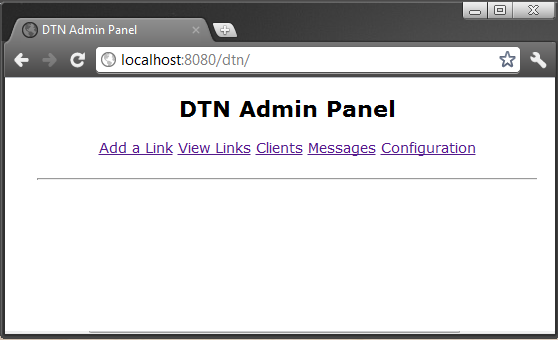 DTN Admin Panel
localhost:8080/dtn/
DTN Admin Panel
Add a Link View Links Clients Messages Configuration